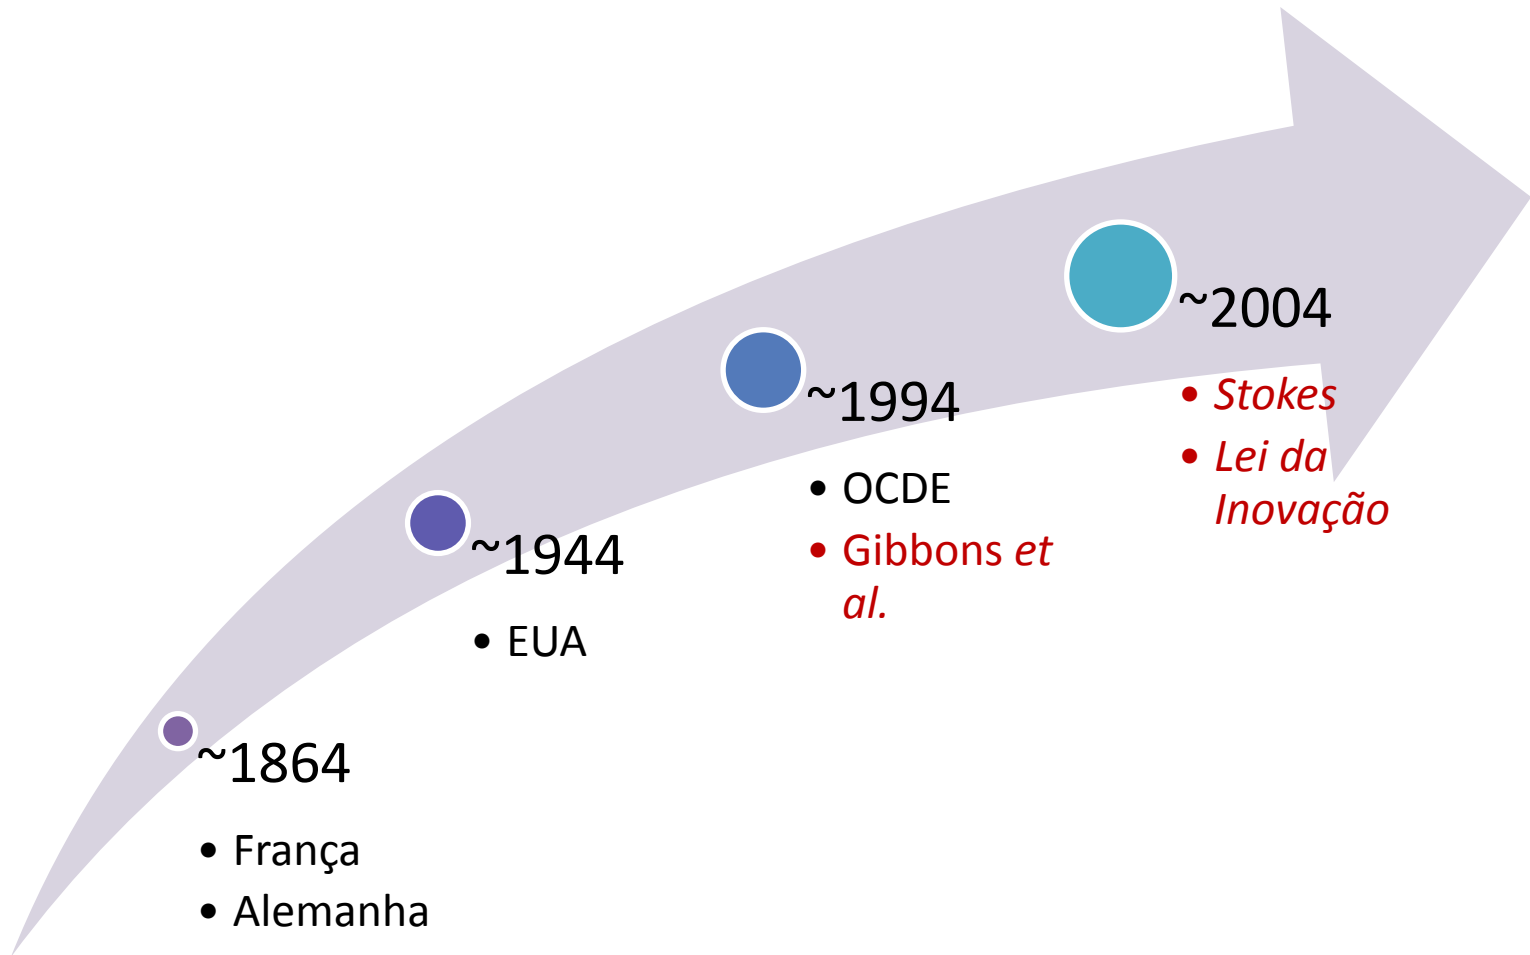 ~1864
• França
• Alemanha
~1944
• EUA
~1994
• OCDE
• Gibbons et
al.
~2004
• Stokes
• Lei da
Inovação